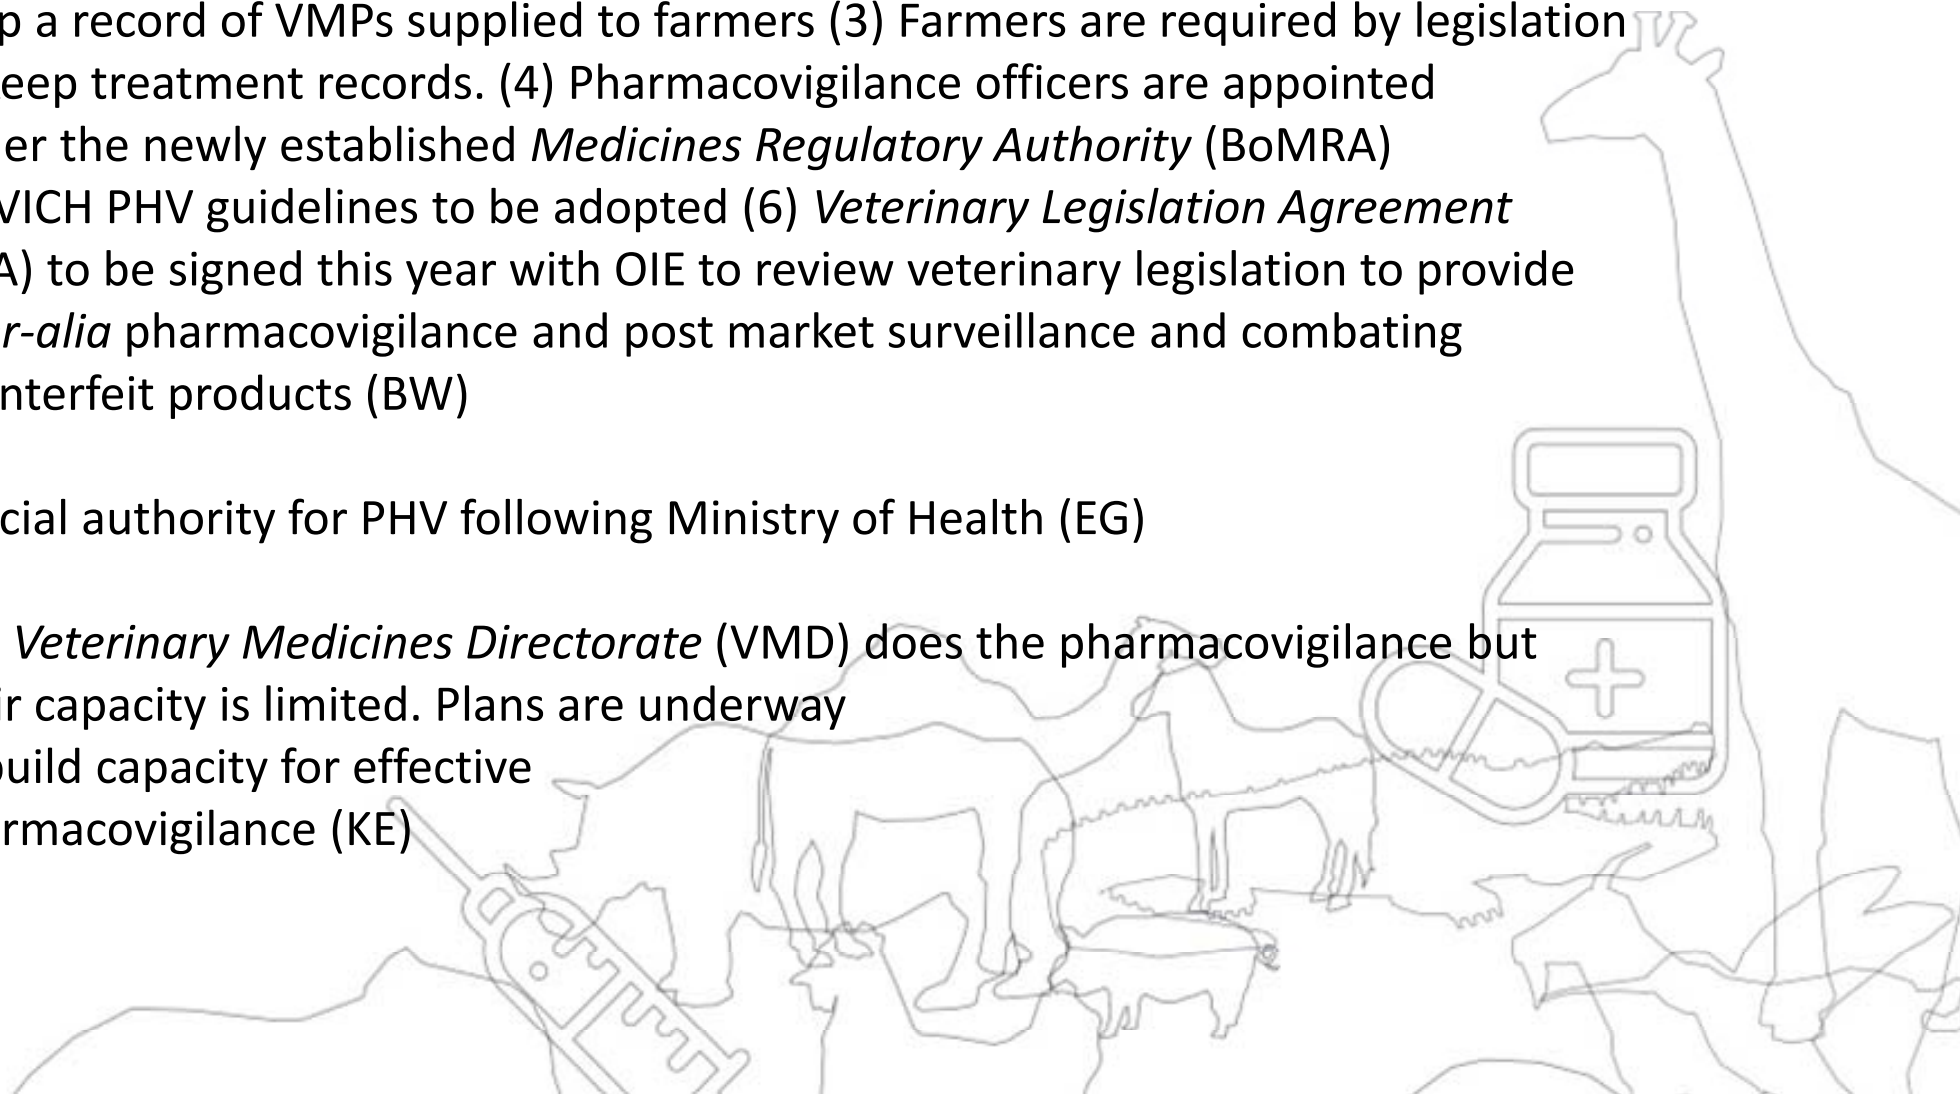 p a record of VMPs supplied to farmers (3) Farmers are required by legislation
eep treatment records. (4) Pharmacovigilance officers are appointed
er the newly established Medicines Regulatory Authority (BoMRA)
VICH PHV guidelines to be adopted (6) Veterinary Legislation Agreement
A) to be signed this year with OIE to review veterinary legislation to provide
r-alia pharmacovigilance and post market surveillance and combating
nterfeit products (BW)
cial authority for PHV following Ministry of Health (EG)
Veterinary Medicines Directorate (VMD) does the pharmacovigilance but
ir capacity is limited. Plans are underway
build capacity for effective
rmacovigilance (KE)